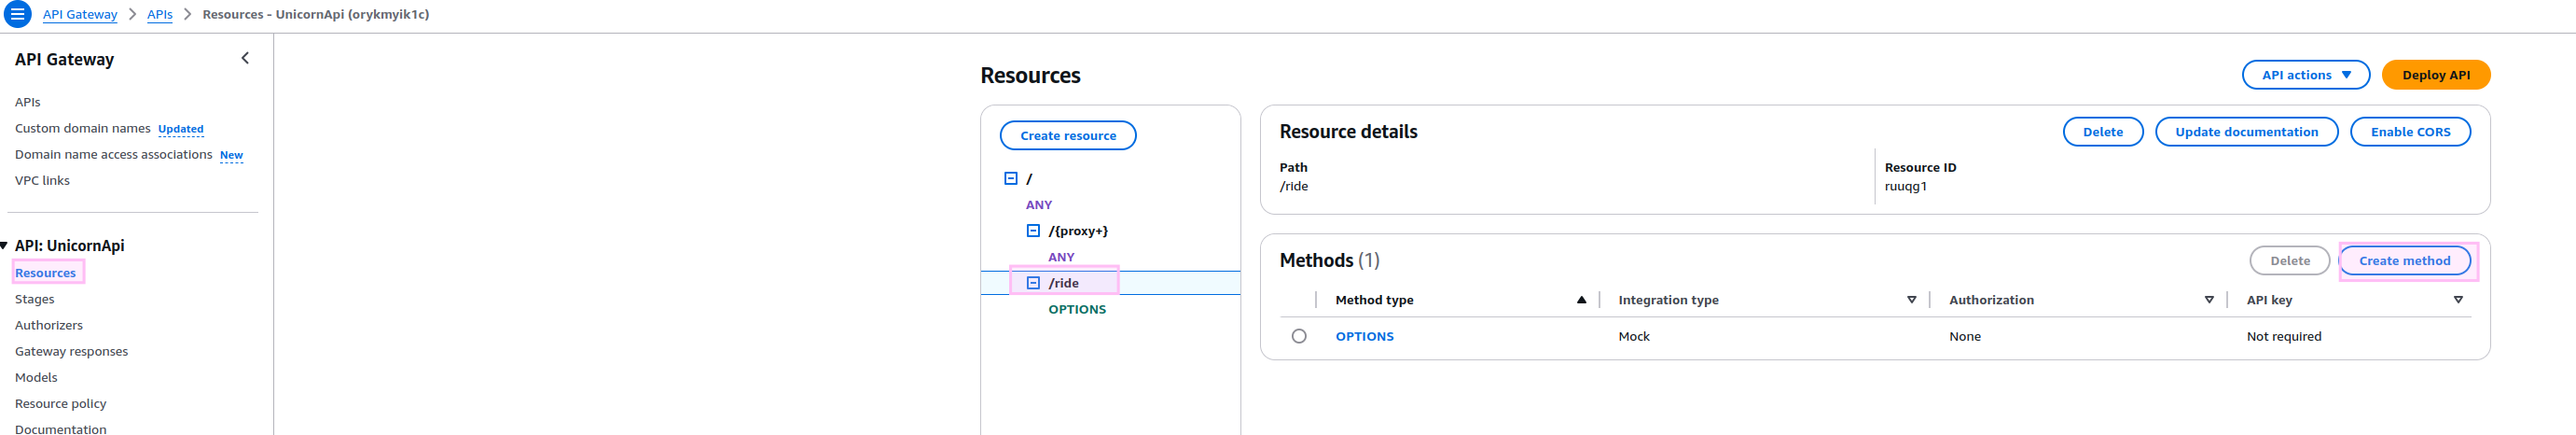 API Gateway > APIs > Resources - UnicornApi (orykmyik1c)
API Gateway
APIs
Custom domain names Updated
Domain name access associations New
VPC links
API: UnicornApi
Resources
Stages
Authorizers
Gateway responses
Models
Resource policy
Documentation
Resources
API actions
Deploy API
Create resource
/
ANY
/{proxy+}
ANY
/ride
OPTIONS
Resource details
Delete
Update documentation
Enable CORS
Path
/ride
Resource ID
ruuqg1
Methods (1)
Delete
Create method
Method type Integration type Authorization API key
OPTIONS Mock None Not required